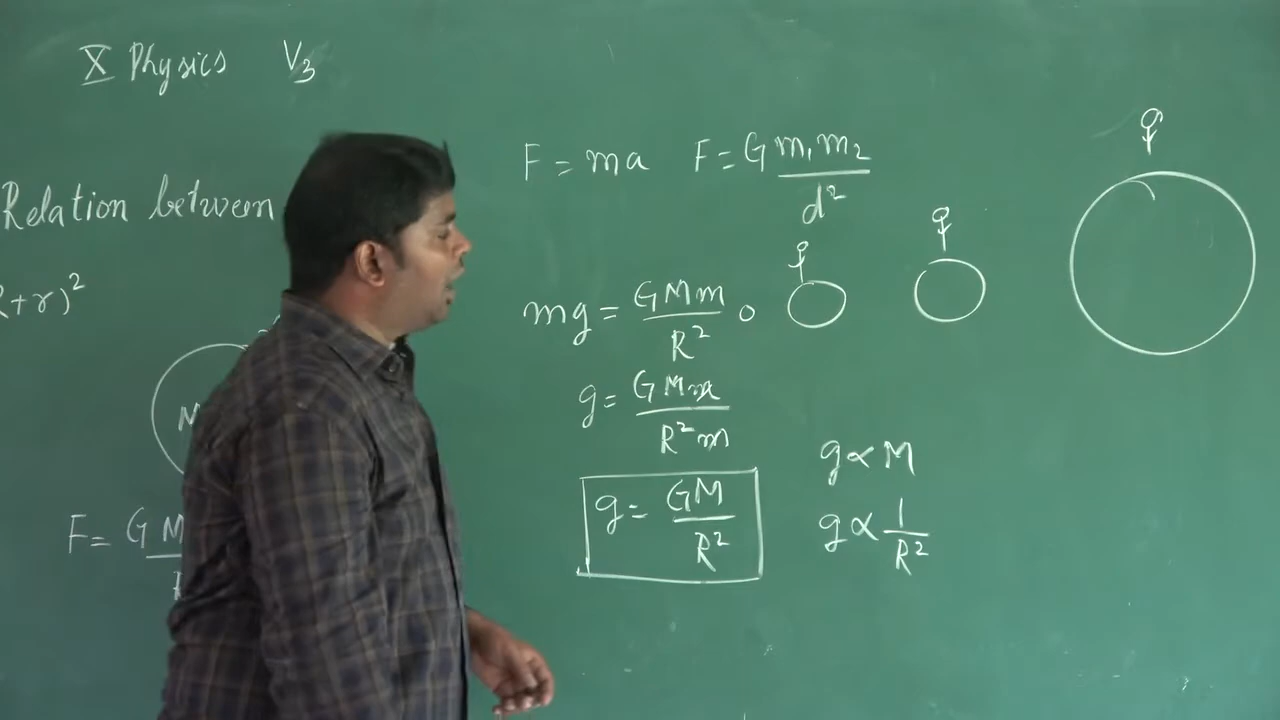 X Physics V₃
Relation between
R+r)²
M
F = G M
F = ma F = G m₁m₂ / d²
mg = GMm / R²
g = GMm / R²m
g = GM / R²
g ∝ M
g ∝ 1 / R²